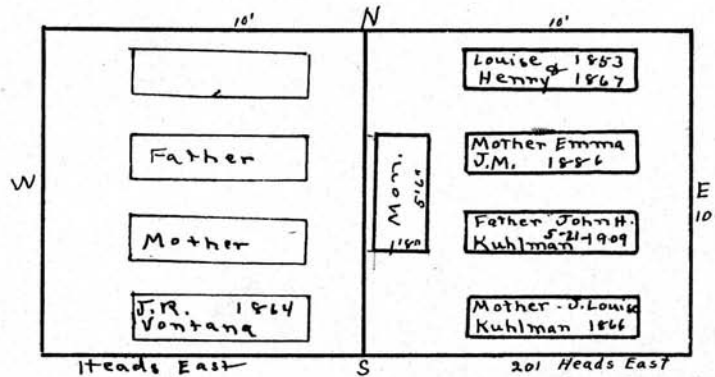 10' N 10'
Louise & 1853
Henry 1867
Father
Mother Emma
J.M. 1886
W
Mon.
E
10
Mother
Father John H.
Kuhlman 5-21-1909
J.R. 1864
Vontana
Mother J. Louise
Kuhlman 1866
Heads East
S
201 Heads East